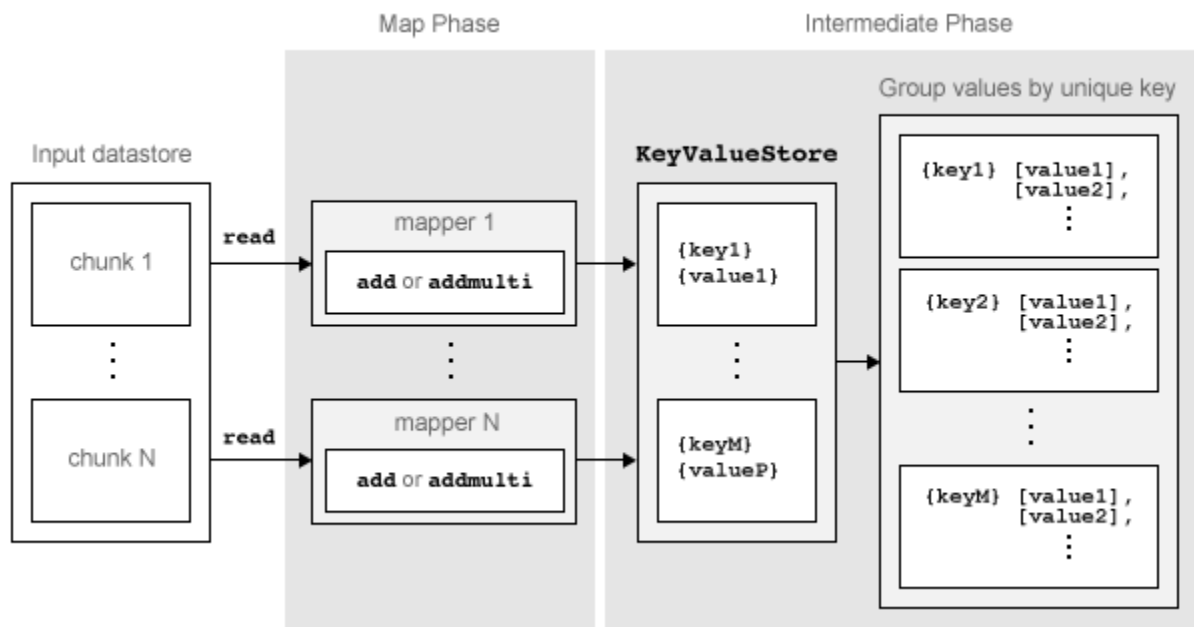 Map Phase
Intermediate Phase
Group values by unique key
Input datastore
KeyValueStore
chunk 1
read
mapper 1
add or addmulti
{key1}
{value1}
{key1} [value1],
[value2],
{key2} [value1],
[value2],
chunk N
read
mapper N
add or addmulti
{keyM}
{valueP}
{keyM} [value1],
[value2],